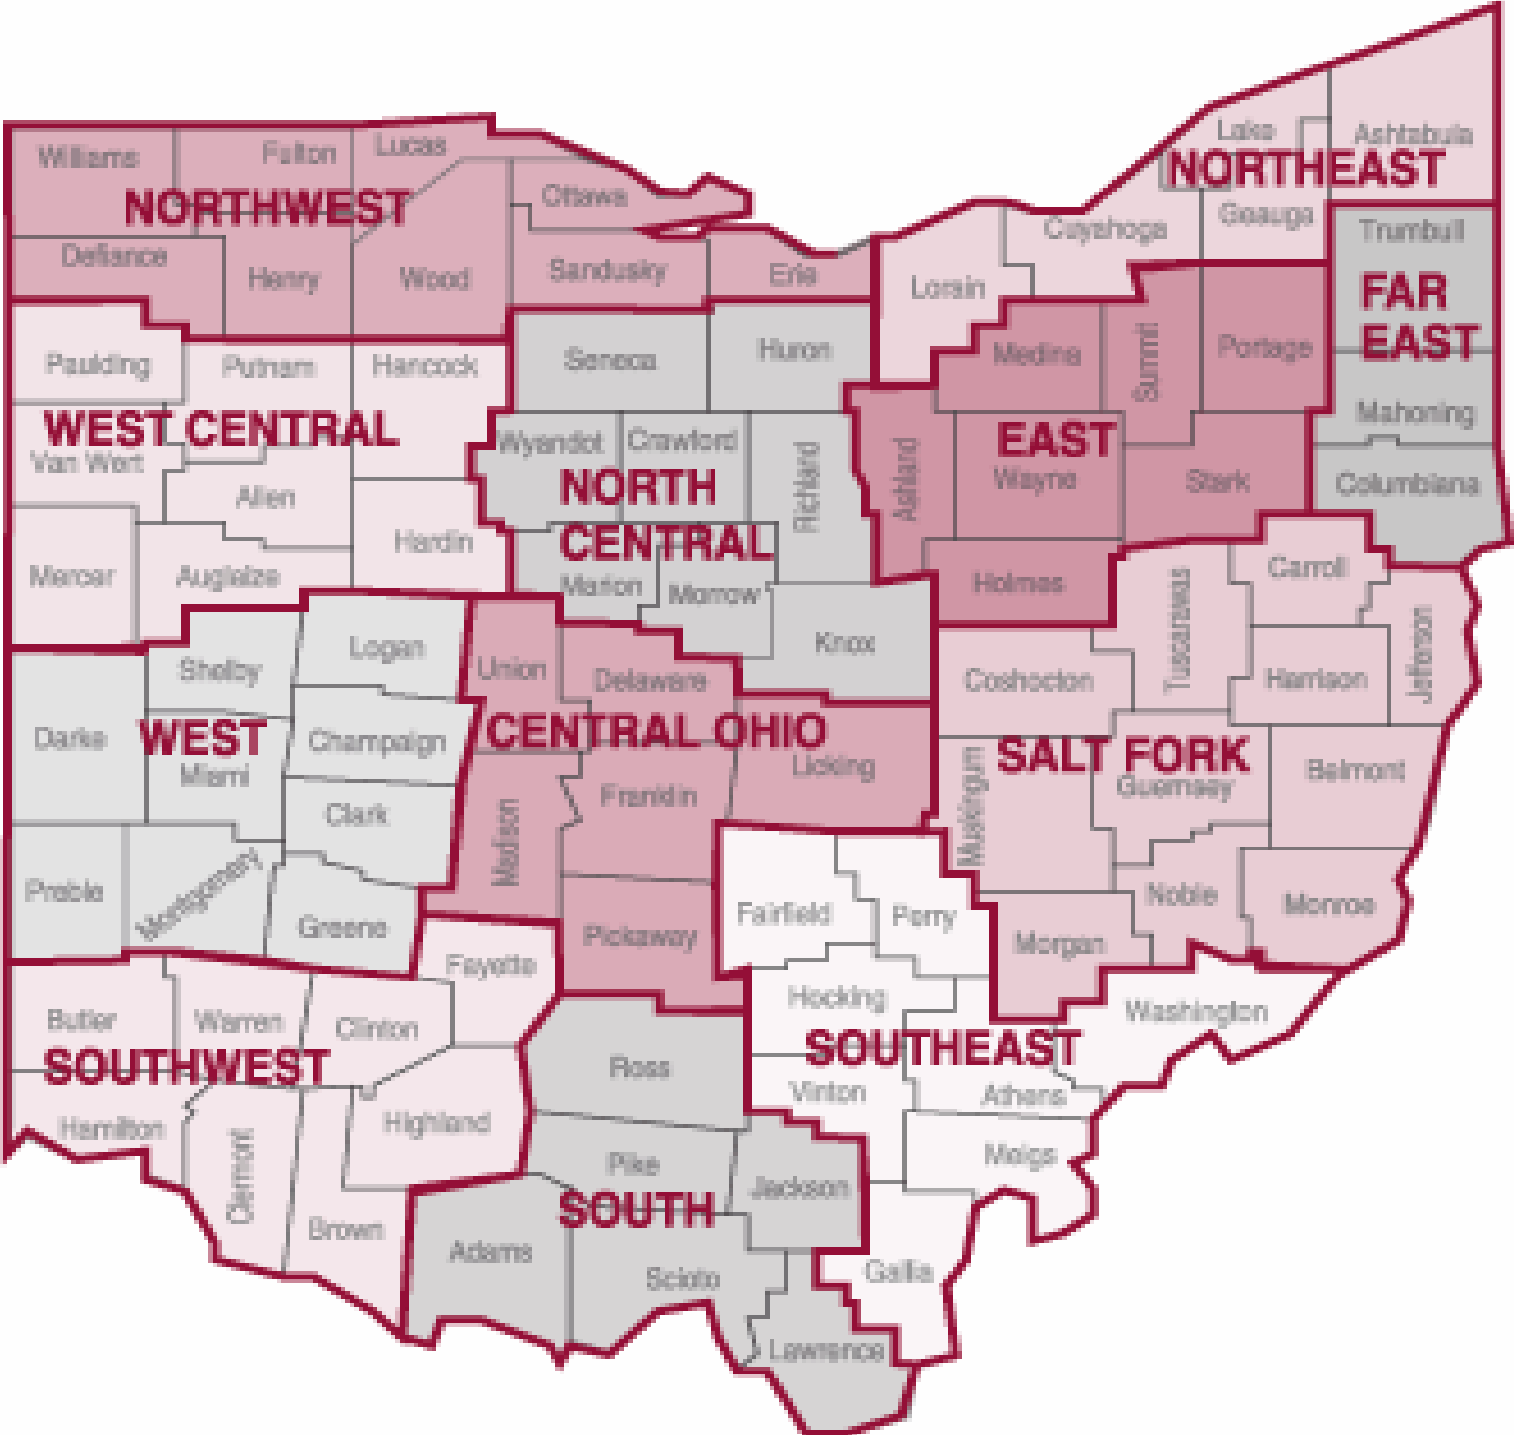 Lake
Ashtabula
NORTHEAST
Geauga
Cuyahoga
Lorain
Williams
Fulton
Lucas
NORTHWEST
Ottawa
Defiance
Henry
Wood
Sandusky
Erie
Trumbull
FAR
EAST
Mahoning
Columbiana
Medina
Summit
Portage
EAST
Ashland
Wayne
Stark
Holmes
Paulding
Putnam
Hancock
WEST CENTRAL
Van Wert
Allen
Hardin
Mercer
Auglaize
Seneca
Huron
Wyandot
Crawford
Richland
NORTH
CENTRAL
Marion
Morrow
Knox
Carroll
Tuscarawas
Jefferson
Coshocton
Harrison
SALT FORK
Muskingum
Guernsey
Belmont
Noble
Monroe
Morgan
Shelby
Logan
Darke
WEST
Champaign
Miami
Clark
Preble
Montgomery
Greene
Union
Delaware
CENTRAL OHIO
Licking
Franklin
Madison
Pickaway
Fairfield
Perry
Hocking
Washington
SOUTHEAST
Vinton
Athens
Meigs
Gallia
Fayette
Butler
Warren
Clinton
SOUTHWEST
Hamilton
Clermont
Highland
Brown
Ross
Pike
Jackson
SOUTH
Adams
Scioto
Lawrence